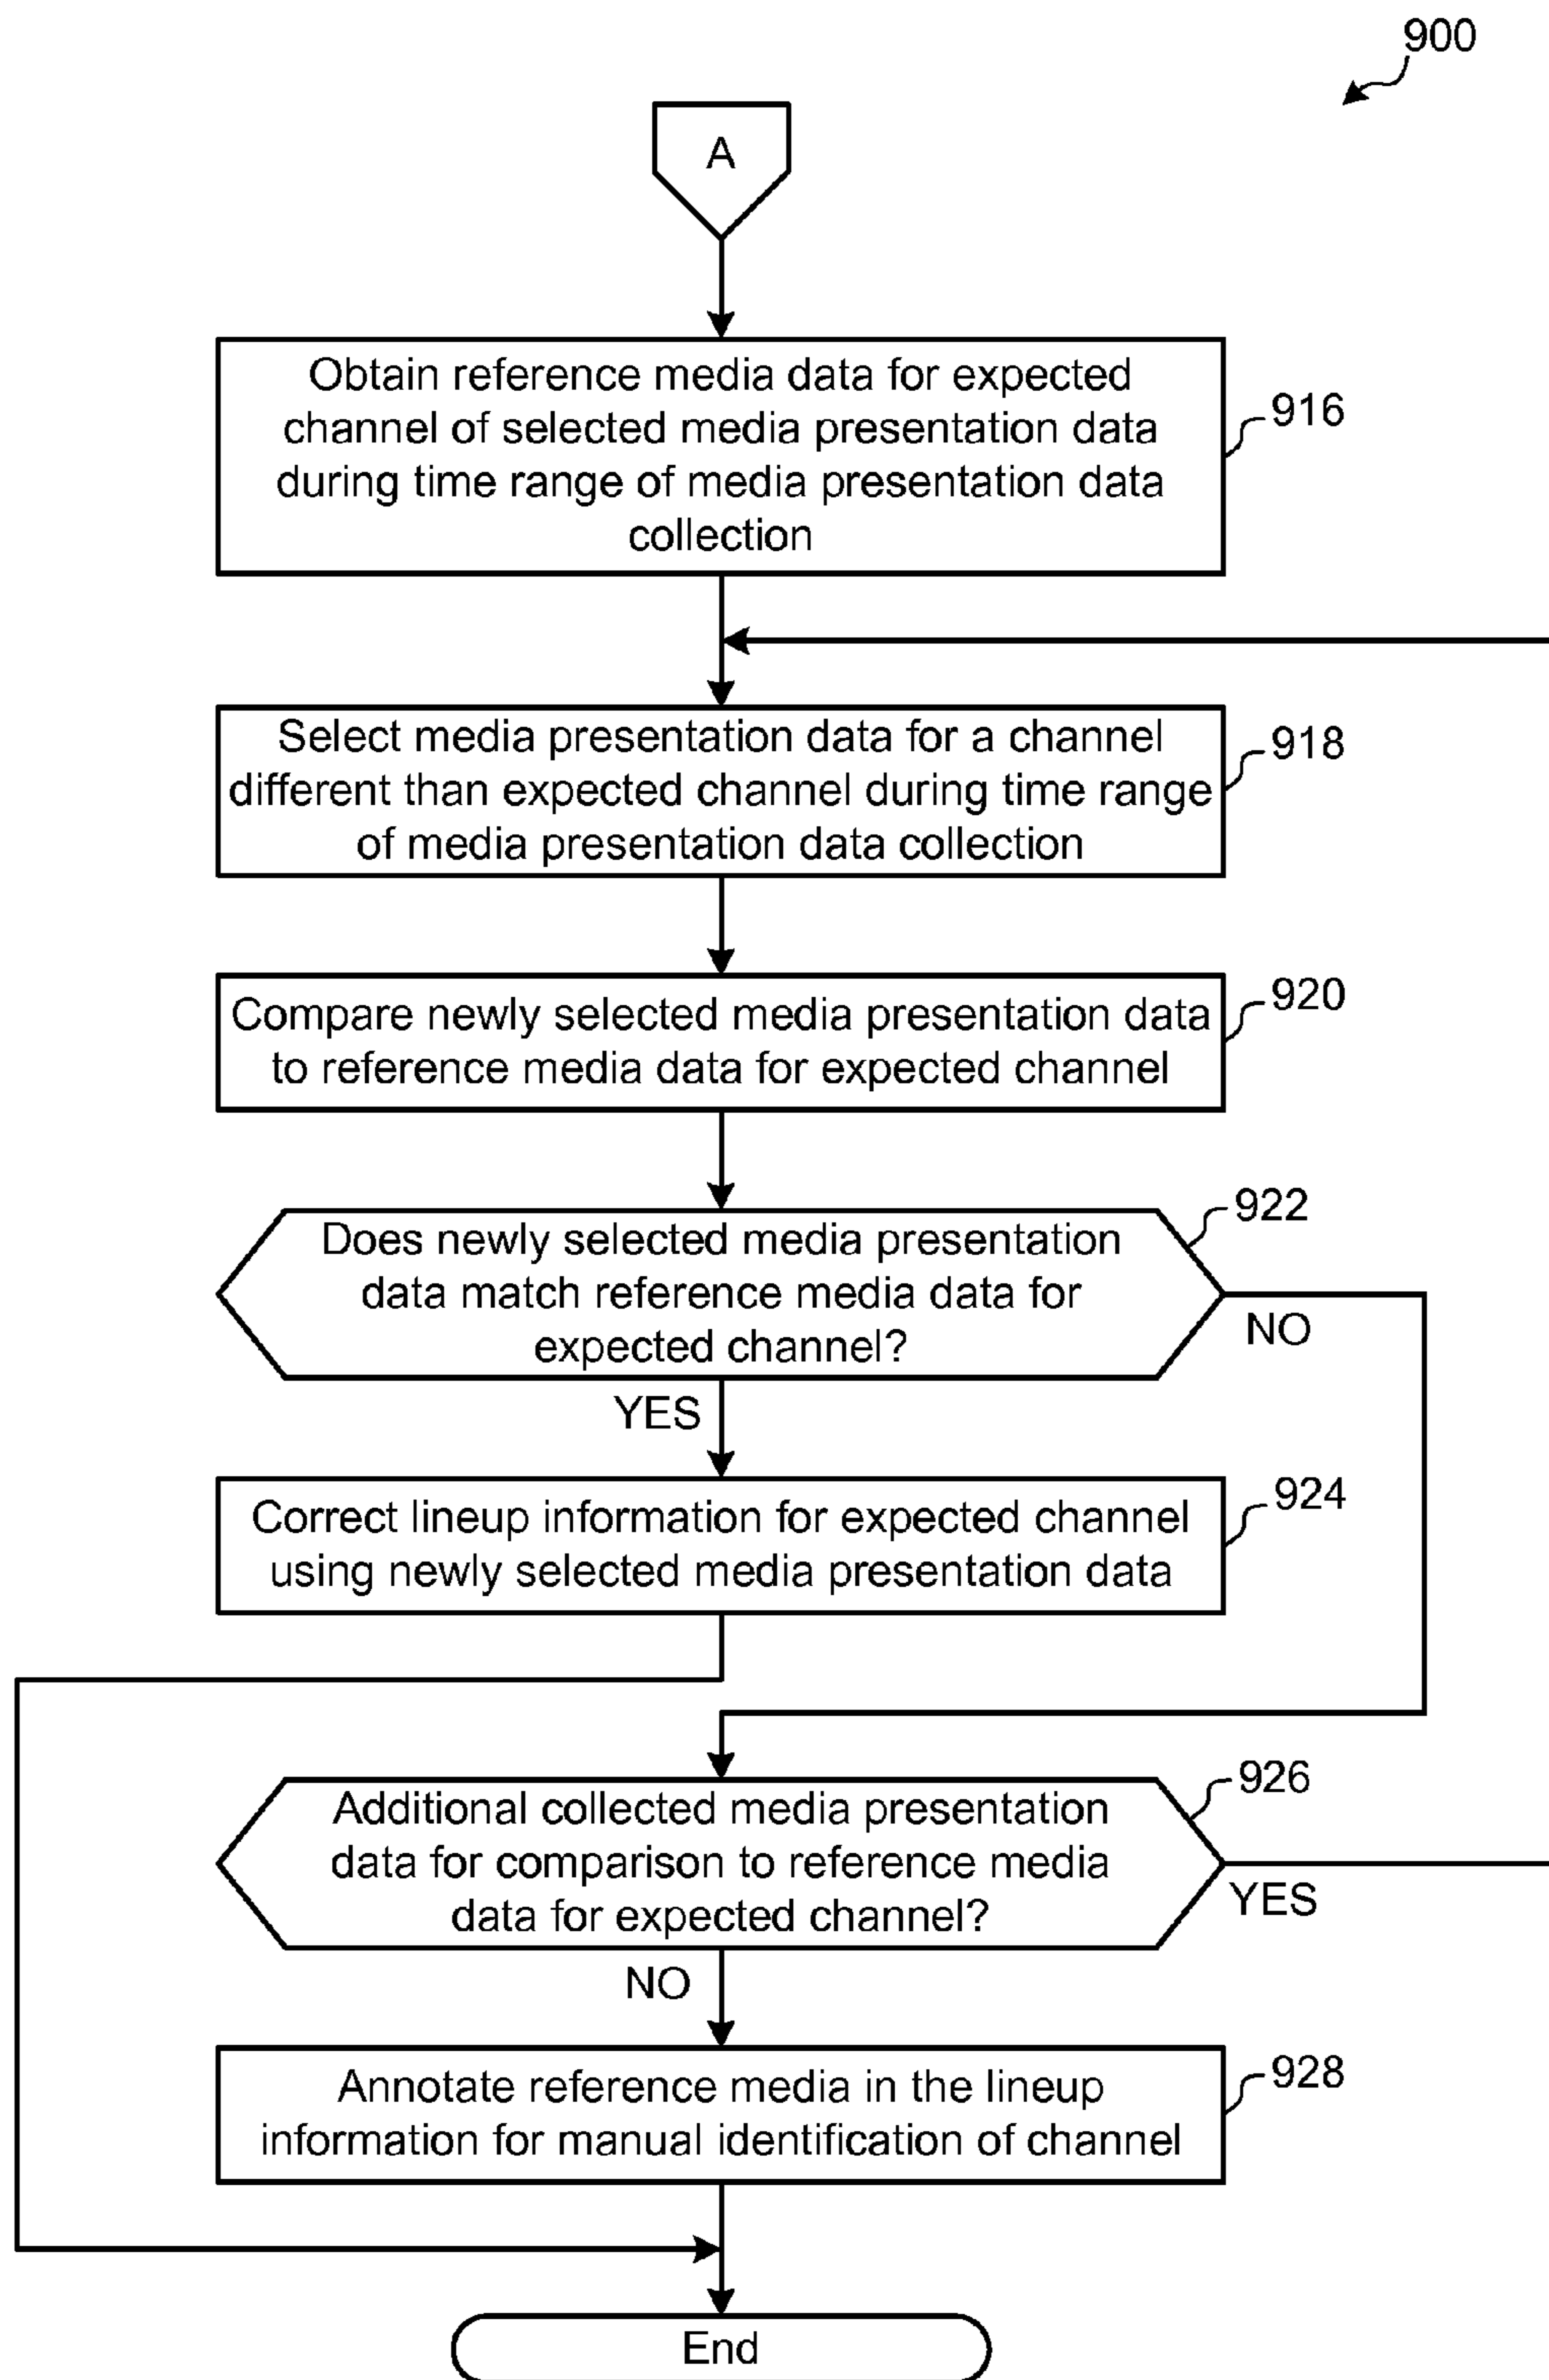 900
A
Obtain reference media data for expected
channel of selected media presentation data
during time range of media presentation data
collection
916
Select media presentation data for a channel
different than expected channel during time range
of media presentation data collection
918
Compare newly selected media presentation data
to reference media data for expected channel
920
Does newly selected media presentation
data match reference media data for
expected channel?
922
NO
YES
Correct lineup information for expected channel
using newly selected media presentation data
924
Additional collected media presentation
data for comparison to reference media
data for expected channel?
926
YES
NO
Annotate reference media in the lineup
information for manual identification of channel
928
End